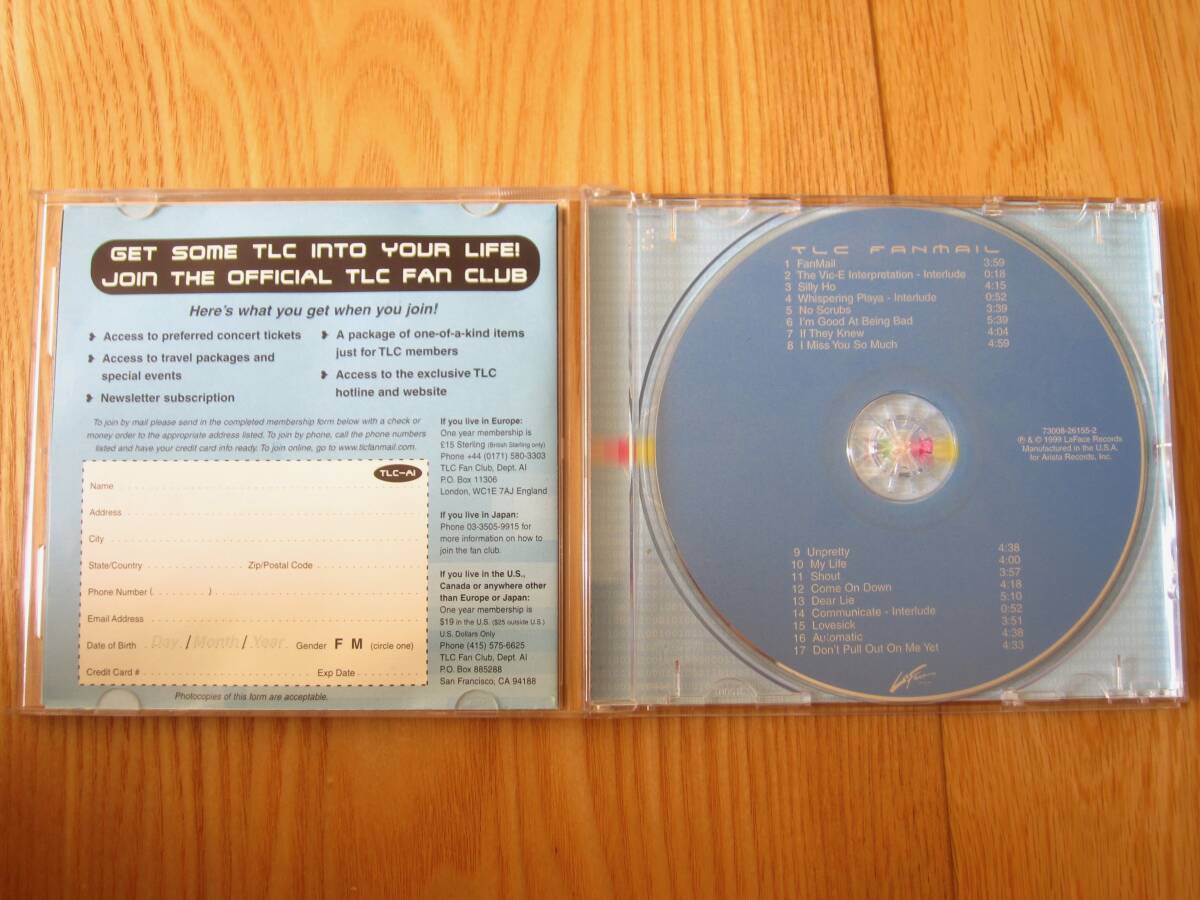 GET SOME TLC INTO YOUR LIFE!
JOIN THE OFFICIAL TLC FAN CLUB
Here's what you get when you join!
❥ Access to preferred concert tickets
❥ Access to travel packages and
special events
❥ Newsletter subscription
❥ A package of one-of-a-kind items
just for TLC members
❥ Access to the exclusive TLC
hotline and website
To join by mail please send in the completed membership form below with a check or
money order to the appropriate address listed. To join by phone, call the phone numbers
listed and have your credit card info ready. To join online, go to www.tlcfanmail.com.
TLC-AI
Name
Address
City
State/Country Zip/Postal Code
Phone Number ( )
Email Address
Date of Birth Day/Month/Year Gender F M (circle one)
Credit Card # Exp Date
Photocopies of this form are acceptable.
If you live in Europe:
One year membership is
£15 Sterling (British Sterling only)
Phone +44 (0171) 580-3303
TLC Fan Club, Dept. AI
P.O. Box 11306
London, WC1E 7AJ England
If you live in Japan:
Phone 03-3505-9915 for
more information on how to
join the fan club.
If you live in the U.S.,
Canada or anywhere other
than Europe or Japan:
One year membership is
$19 in the U.S. ($25 outside U.S.)
U.S. Dollars Only
Phone (415) 575-6625
TLC Fan Club, Dept AI
P.O. Box 885288
San Francisco, CA 94188
TLC FANMAIL
1 FanMail 3:59
2 The Vic-E Interpretation - Interlude 0:18
3 Silly Ho 4:15
4 Whispering Playa - Interlude 0:52
5 No Scrubs 3:39
6 I'm Good At Being Bad 5:39
7 If They Knew 4:04
8 I Miss You So Much 4:59
73008-26155-2
℗ & © 1999 LaFace Records
Manufactured in the U.S.A.
for Arista Records, Inc.
9 Unpretty 4:38
10 My Life 4:00
11 Shout 3:57
12 Come On Down 4:18
13 Dear Lie 5:10
14 Communicate - Interlude 0:52
15 Lovesick 3:51
16 Automatic 4:38
17 Don't Pull Out On Me Yet 4:33
LaFace